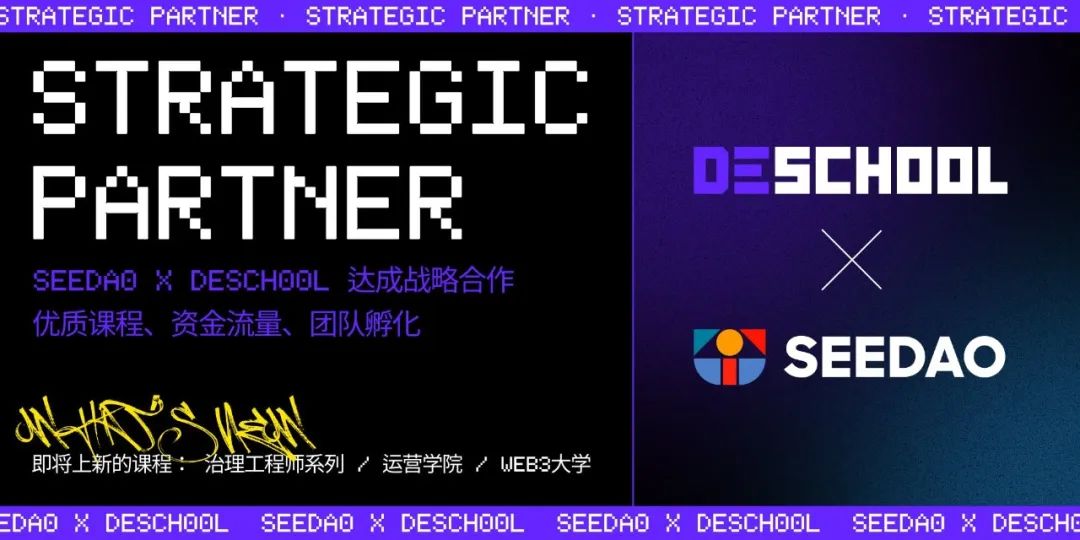 STRATEGIC PARTNER · STRATEGIC PARTNER · STRATEGIC PARTNER · STRATEGIC
STRATEGIC
PARTNER
SEEDAO X DESCHOOL 达成战略合作
优质课程、资金流量、团队孵化
WHAT'S NEW
即将上新的课程： 治理工程师系列 / 运营学院 / WEB3大学
DESCHOOL
SEEDAO
EDAO X DESCHOOL SEEDAO X DESCHOOL SEEDAO X DESCHOOL SEEDAO X DESCHO